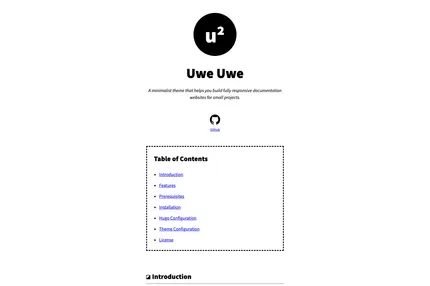 u²
Uwe Uwe
A minimalist theme that helps you build fully responsive documentation
websites for small projects.
GitHub
Table of Contents
Introduction
Features
Prerequisites
Installation
Hugo Configuration
Theme Configuration
License
Introduction